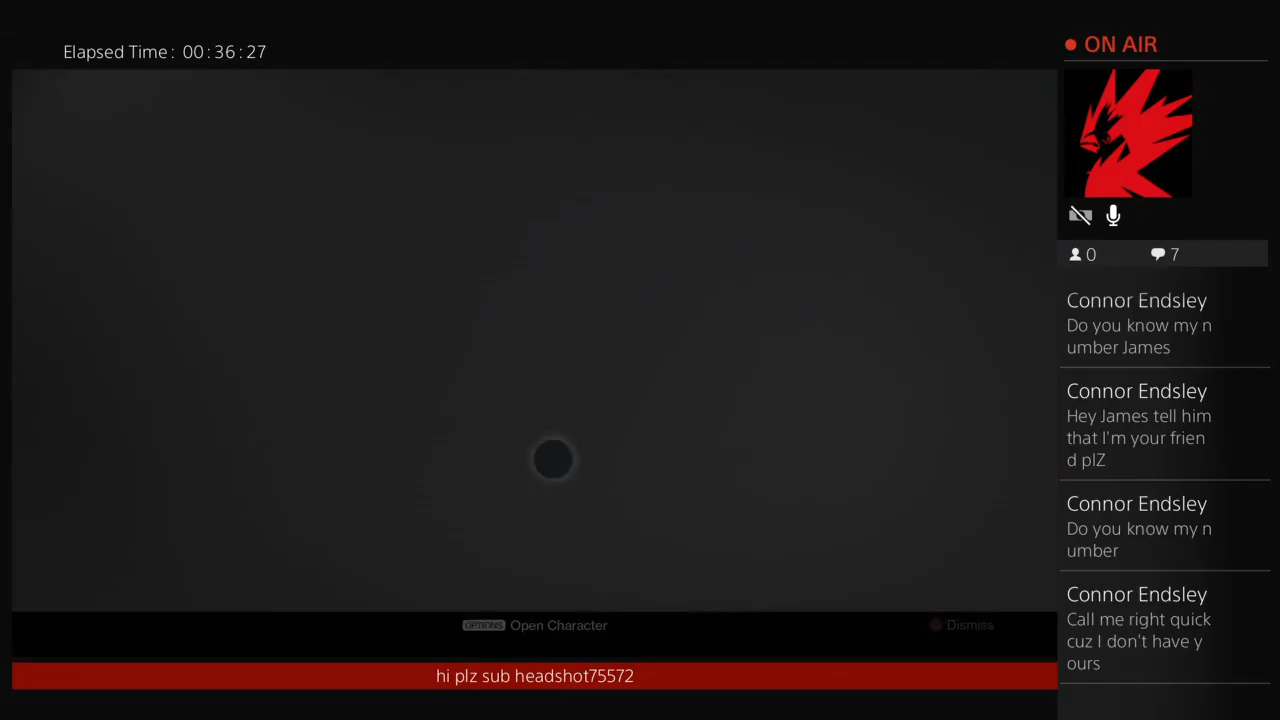 Elapsed Time: 00:36:27
ON AIR
0 7
Connor Endsley
Do you know my n
umber James
Connor Endsley
Hey James tell him
that I'm your frien
d plZ
Connor Endsley
Do you know my n
umber
Connor Endsley
Call me right quick
cuz I don't have y
ours
OPTIONS Open Character
Dismiss
hi plz sub headshot75572